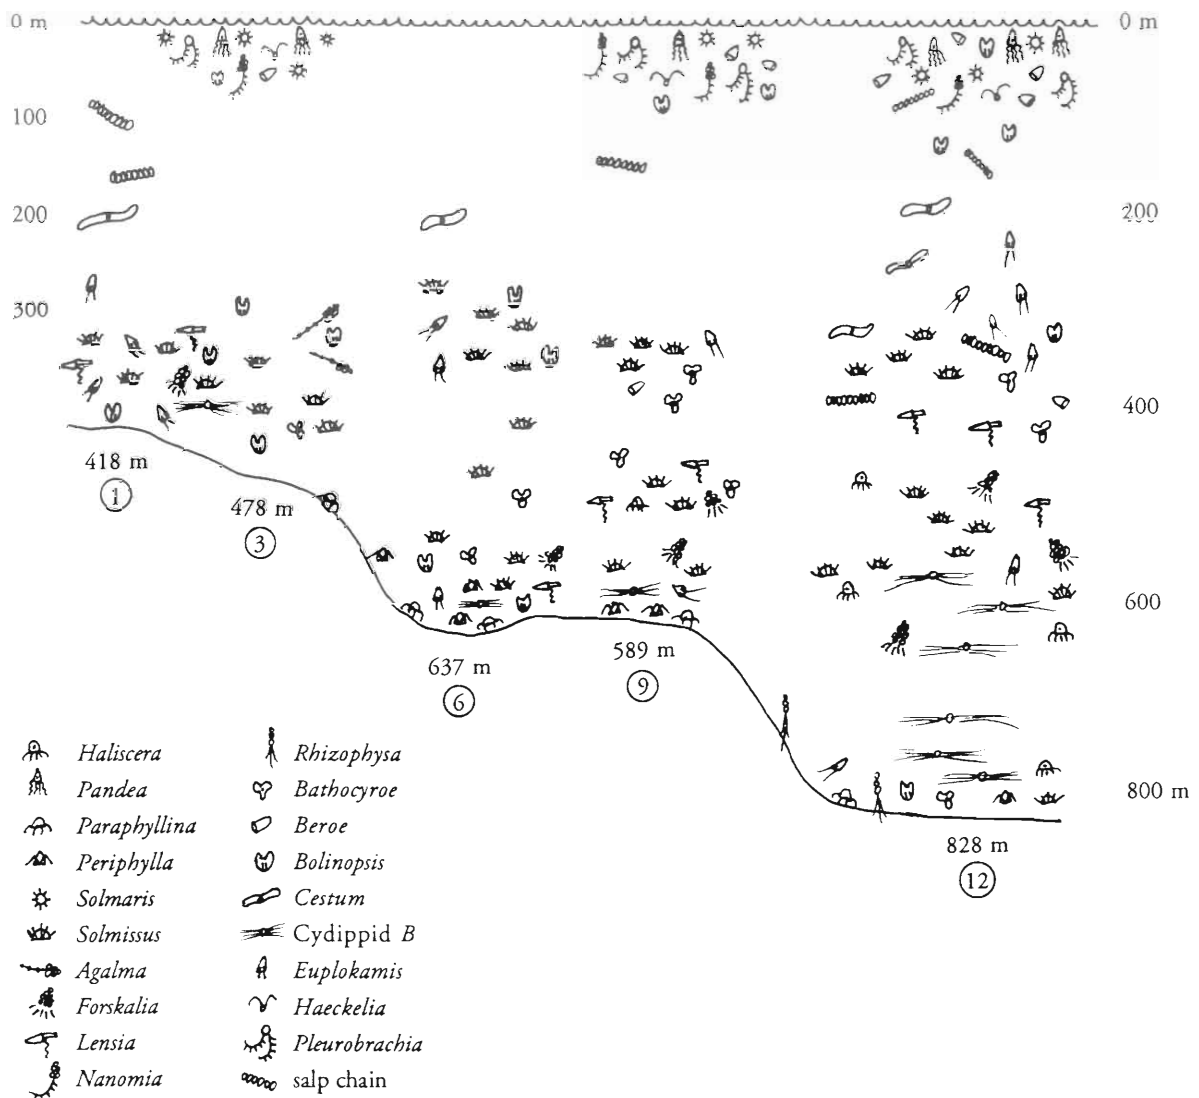 0 m 0 m
100
200 200
300
400
418 m
1
478 m
3
600
637 m 589 m
6 9
800 m
828 m
12
Haliscera Rhizophysa
Pandea Bathocyroe
Paraphyllina Beroe
Periphylla Bolinopsis
Solmaris Cestum
Solmissus Cydippid B
Agalma Euplokamis
Forskalia Haeckelia
Lensia Pleurobrachia
Nanomia salp chain